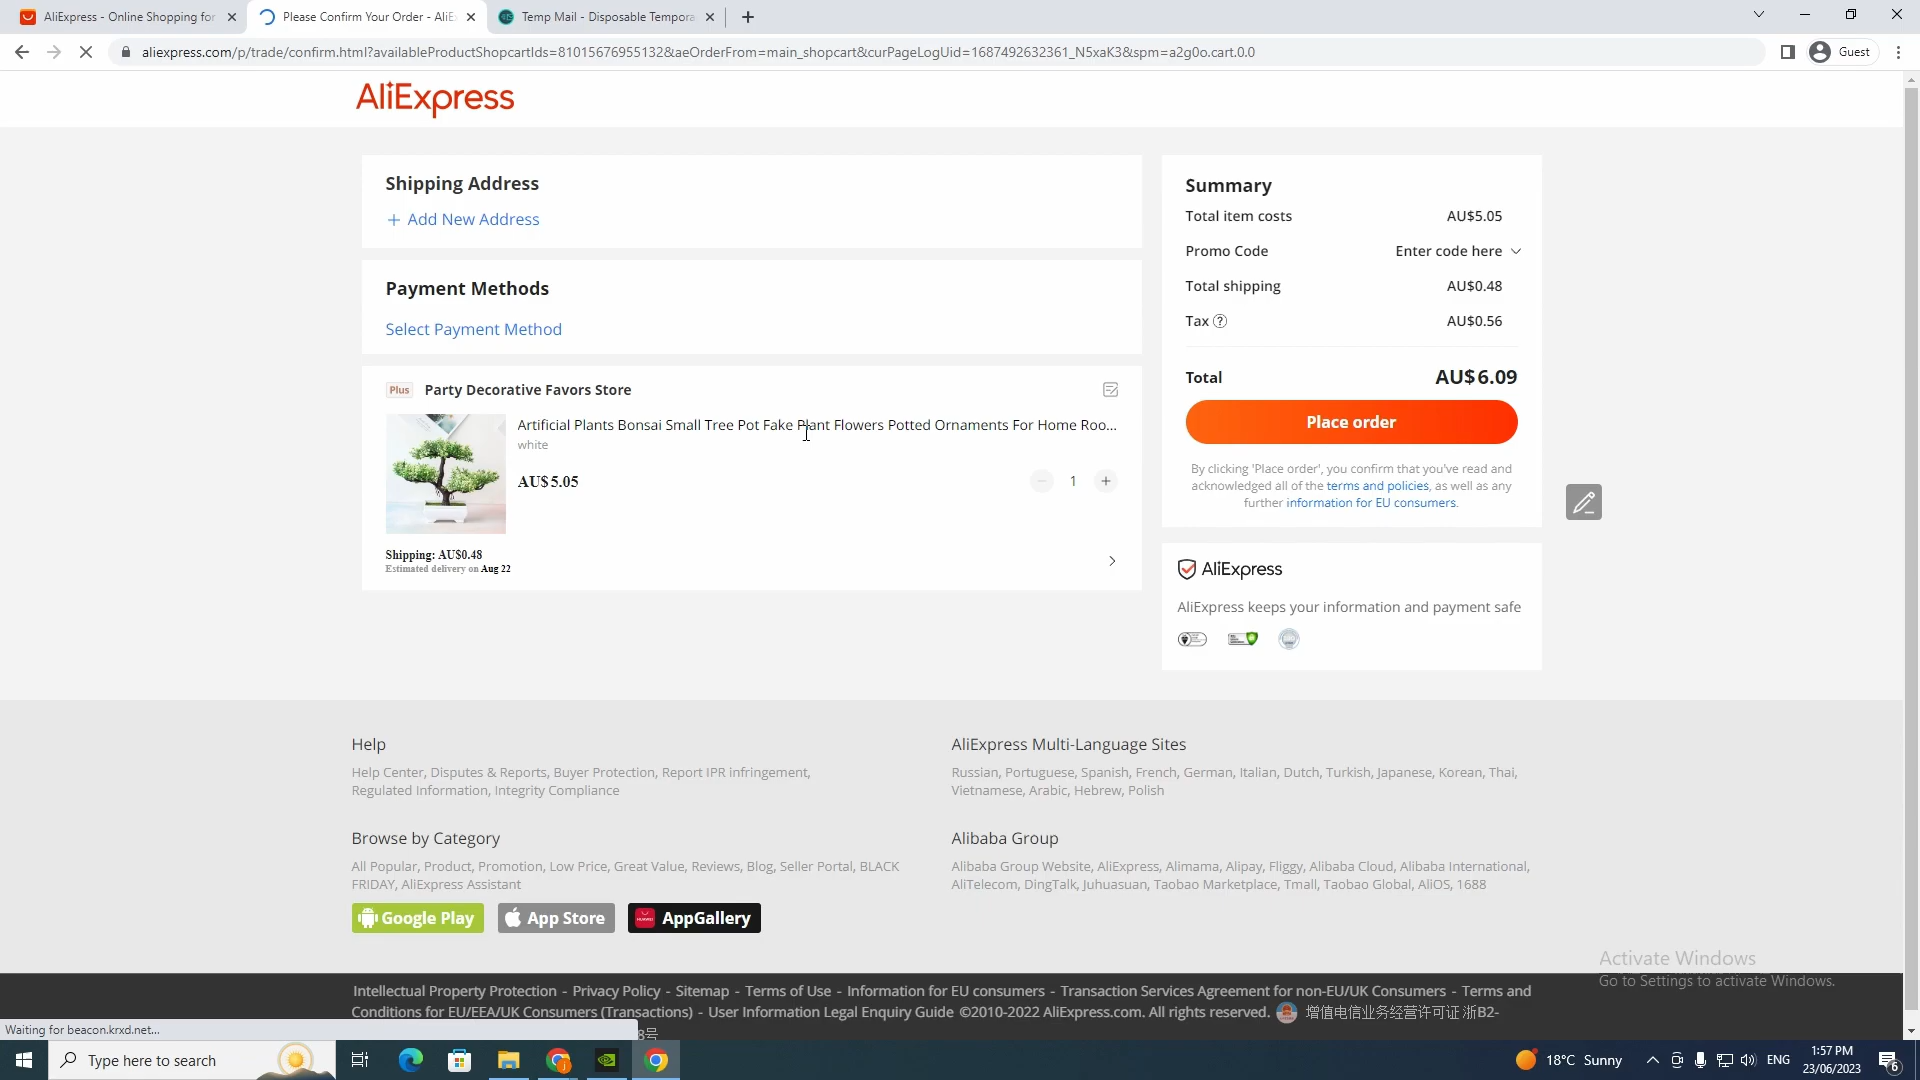 AliExpress - Online Shopping for
Please Confirm Your Order - AliE
Temp Mail - Disposable Tempora
aliexpress.com/p/trade/confirm.html?availableProductShopcartIds=81015676955132&aeOrderFrom=main_shopcart&curPageLogUid=1687492632361_N5xaK3&spm=a2g0o.cart.0.0
Guest
AliExpress
Shipping Address
+ Add New Address
Payment Methods
Select Payment Method
Plus Party Decorative Favors Store
Artificial Plants Bonsai Small Tree Pot Fake Plant Flowers Potted Ornaments For Home Roo...
white
AU$5.05
1
Shipping: AU$0.48
Estimated delivery on Aug 22
Summary
Total item costs AU$5.05
Promo Code Enter code here
Total shipping AU$0.48
Tax AU$0.56
Total AU$6.09
Place order
By clicking 'Place order', you confirm that you've read and
acknowledged all of the terms and policies, as well as any
further information for EU consumers.
AliExpress
AliExpress keeps your information and payment safe
Help
Help Center, Disputes & Reports, Buyer Protection, Report IPR infringement,
Regulated Information, Integrity Compliance
AliExpress Multi-Language Sites
Russian, Portuguese, Spanish, French, German, Italian, Dutch, Turkish, Japanese, Korean, Thai,
Vietnamese, Arabic, Hebrew, Polish
Browse by Category
All Popular, Product, Promotion, Low Price, Great Value, Reviews, Blog, Seller Portal, BLACK
FRIDAY, AliExpress Assistant
Alibaba Group
Alibaba Group Website, AliExpress, Alimama, Alipay, Fliggy, Alibaba Cloud, Alibaba International,
AliTelecom, DingTalk, Juhuasuan, Taobao Marketplace, Tmall, Taobao Global, AliOS, 1688
Google Play
App Store
AppGallery
Activate Windows
Go to Settings to activate Windows.
Intellectual Property Protection - Privacy Policy - Sitemap - Terms of Use - Information for EU consumers - Transaction Services Agreement for non-EU/UK Consumers - Terms and
Conditions for EU/EEA/UK Consumers (Transactions) - User Information Legal Enquiry Guide ©2010-2022 AliExpress.com. All rights reserved. 增值电信业务经营许可证 浙B2-
8号
Waiting for beacon.krxd.net...
Type here to search
18°C Sunny
ENG
1:57 PM
23/06/2023
6